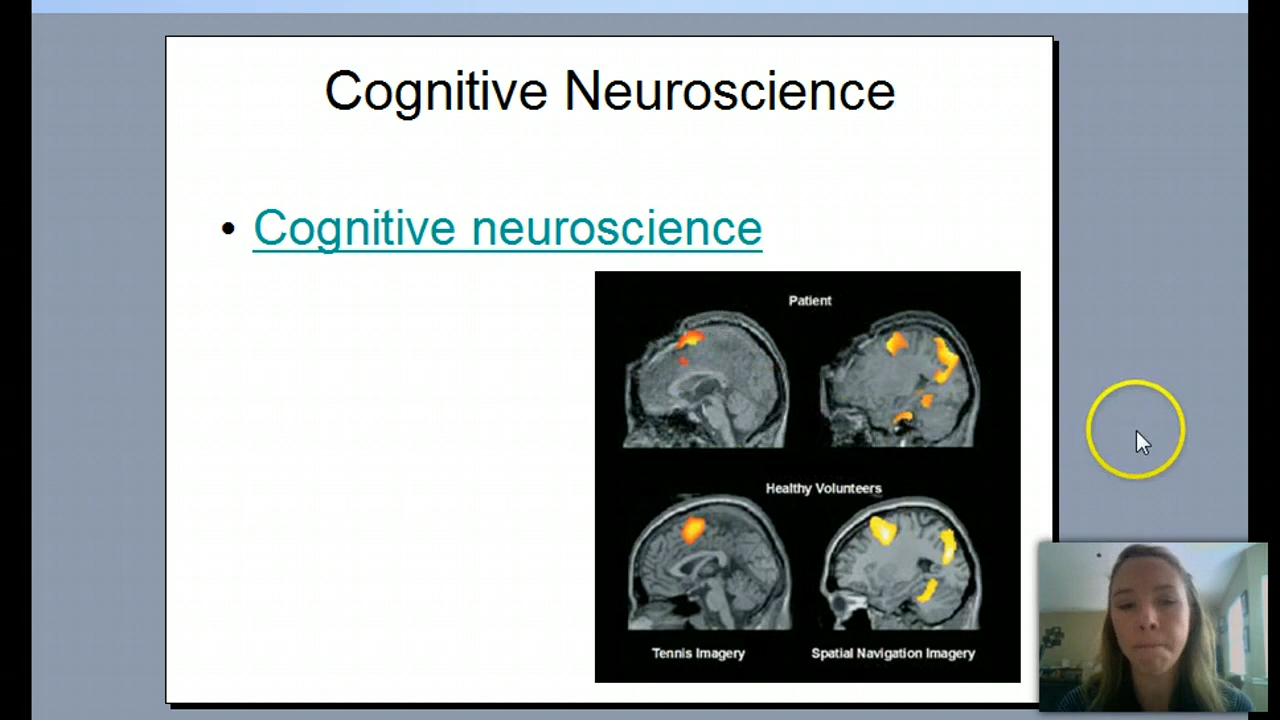 Cognitive Neuroscience
• Cognitive neuroscience
Patient
Healthy Volunteers
Tennis Imagery
Spatial Navigation Imagery